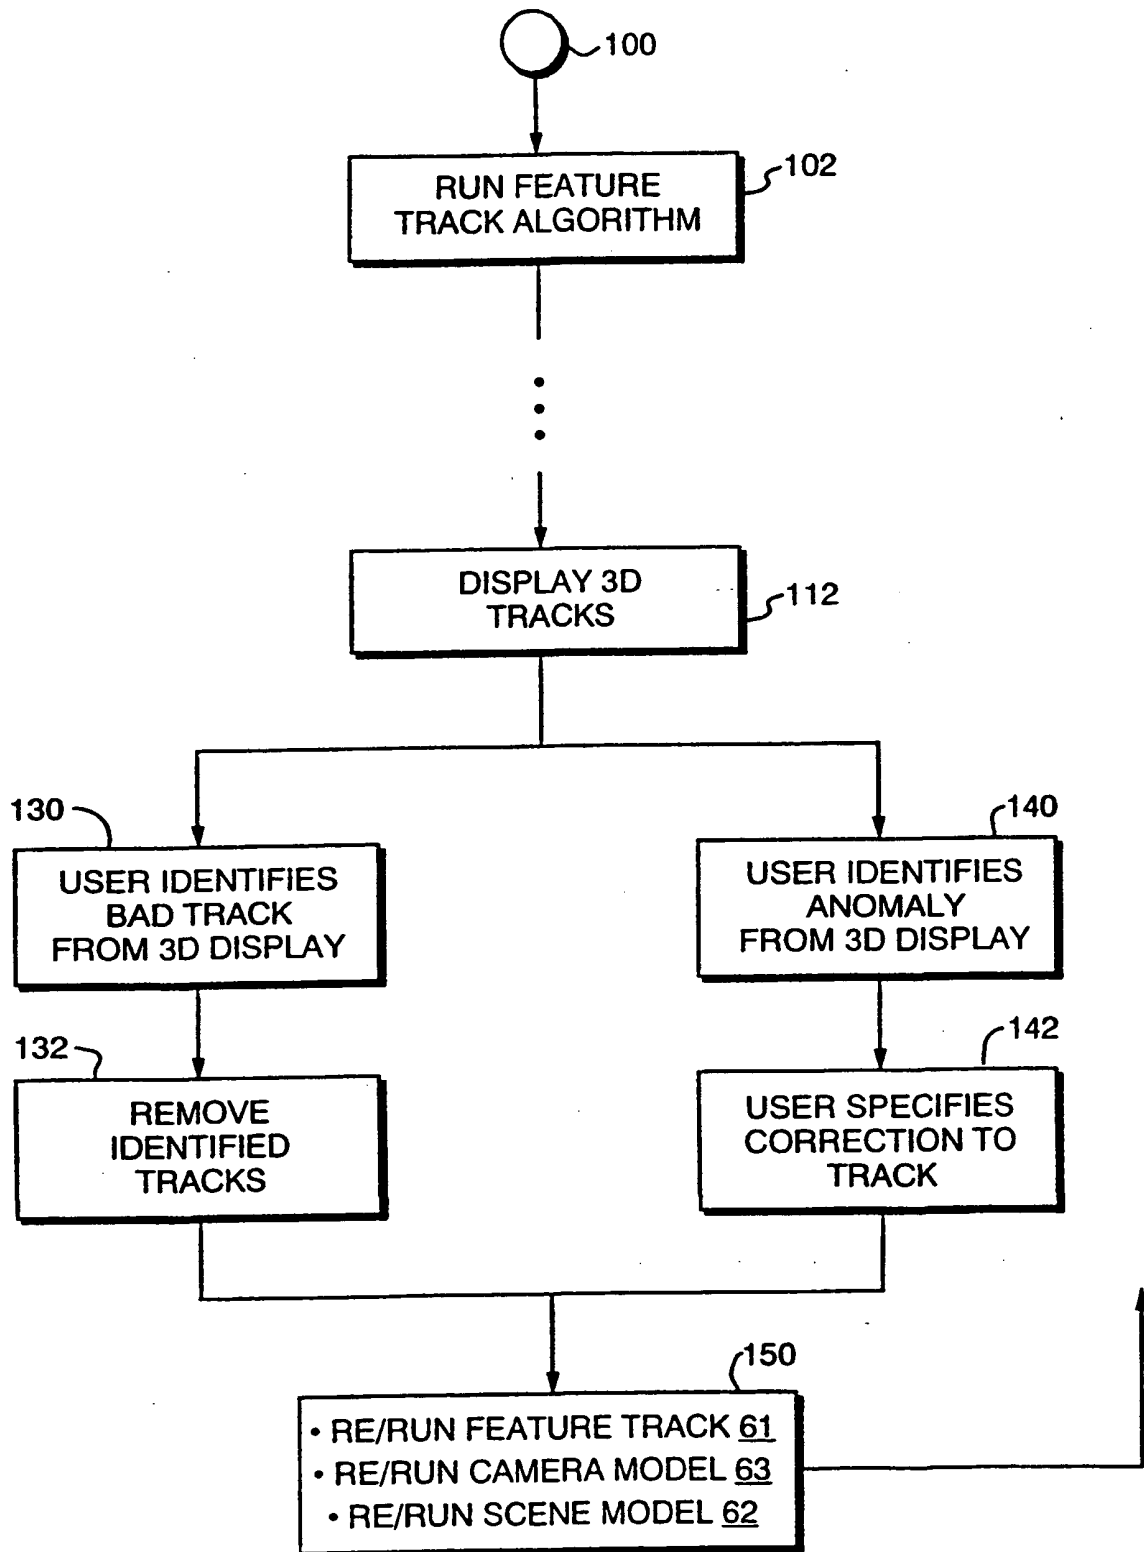 100
RUN FEATURE
TRACK ALGORITHM
102
DISPLAY 3D
TRACKS
112
130
USER IDENTIFIES
BAD TRACK
FROM 3D DISPLAY
140
USER IDENTIFIES
ANOMALY
FROM 3D DISPLAY
132
REMOVE
IDENTIFIED
TRACKS
142
USER SPECIFIES
CORRECTION TO
TRACK
150
• RE/RUN FEATURE TRACK 61
• RE/RUN CAMERA MODEL 63
• RE/RUN SCENE MODEL 62